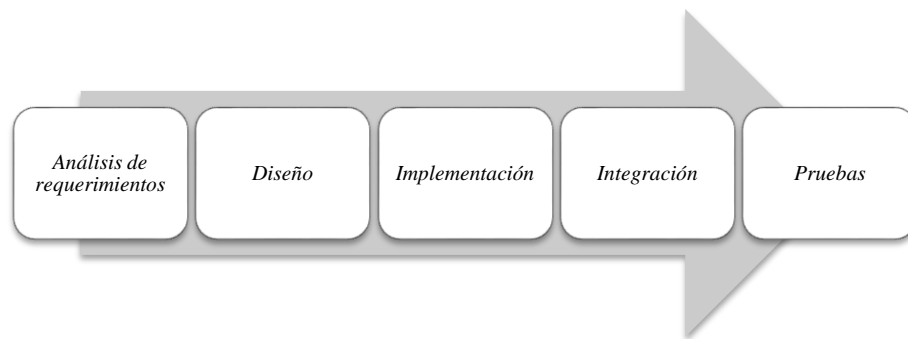 Análisis de
requerimientos
Diseño
Implementación
Integración
Pruebas